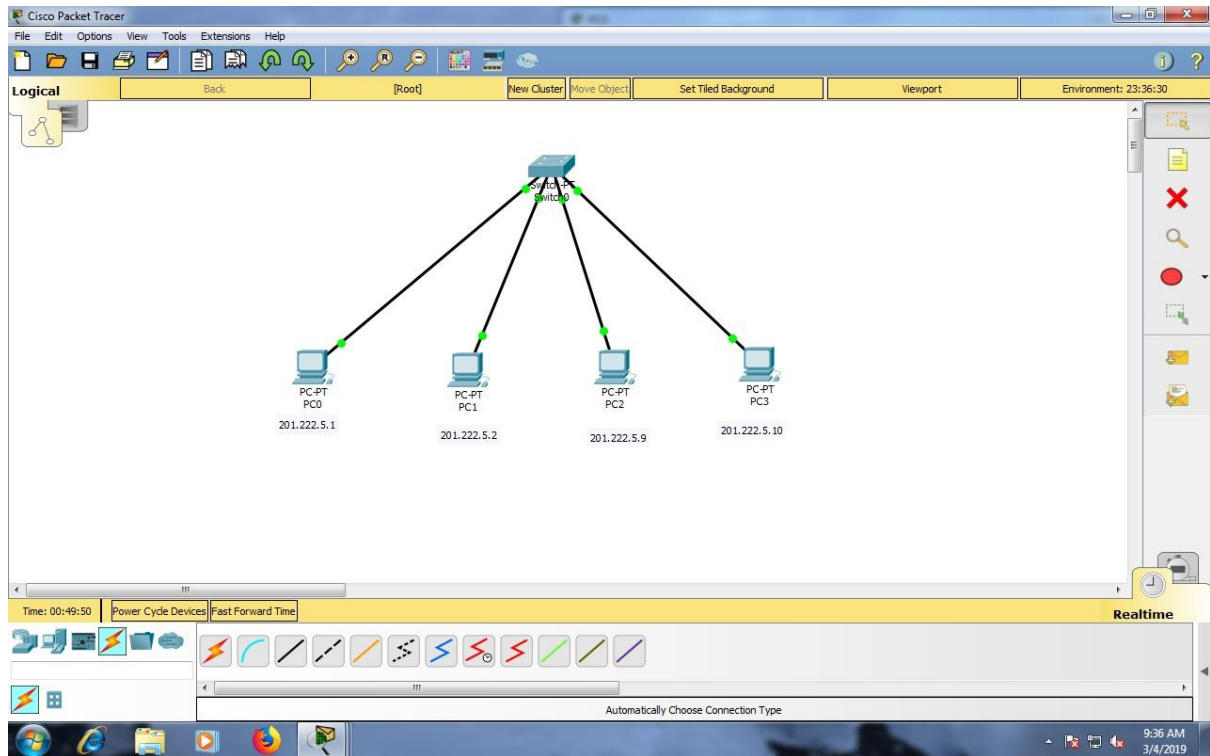 Cisco Packet Tracer
File Edit Options View Tools Extensions Help
Logical Back [Root] New Cluster Move Object Set Tiled Background Viewport Environment: 23:36:30
Switch-PT
Switch0
PC-PT
PC0
201.222.5.1
PC-PT
PC1
201.222.5.2
PC-PT
PC2
201.222.5.9
PC-PT
PC3
201.222.5.10
Time: 00:49:50 Power Cycle Devices Fast Forward Time Realtime
Automatically Choose Connection Type
9:36 AM
3/4/2019